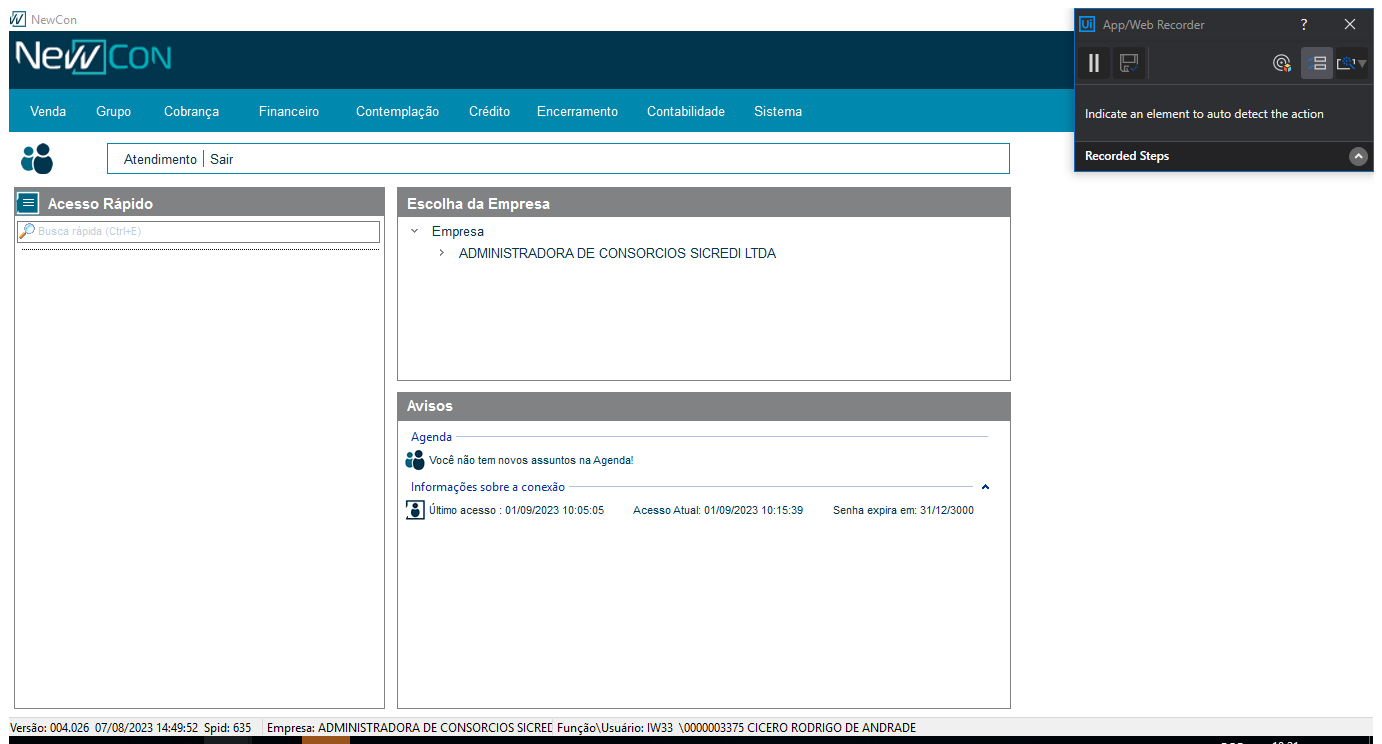 NewCon
App/Web Recorder
?
NewCon
Indicate an element to auto detect the action
Recorded Steps
Venda Grupo Cobrança Financeiro Contemplação Crédito Encerramento Contabilidade Sistema
Atendimento Sair
Acesso Rápido
Busca rápida (Ctrl+E)
Escolha da Empresa
Empresa
ADMINISTRADORA DE CONSORCIOS SICREDI LTDA
Avisos
Agenda
Você não tem novos assuntos na Agenda!
Informações sobre a conexão
Último acesso : 01/09/2023 10:05:05 Acesso Atual: 01/09/2023 10:15:39 Senha expira em: 31/12/3000
Versão: 004.026 07/08/2023 14:49:52 Spid: 635 Empresa: ADMINISTRADORA DE CONSORCIOS SICRED Função\Usuário: IW33 \0000003375 CICERO RODRIGO DE ANDRADE